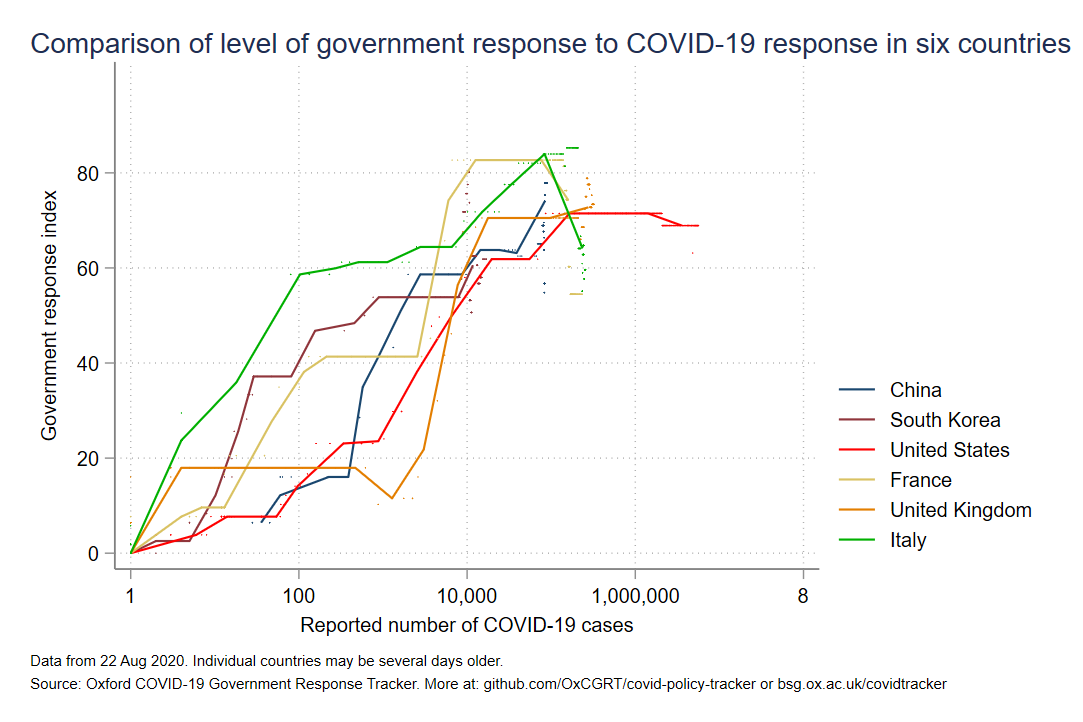 Comparison of level of government response to COVID-19 response in six countries
Government response index
80
60
40
20
0
1 100 10,000 1,000,000 8
Reported number of COVID-19 cases
China
South Korea
United States
France
United Kingdom
Italy
Data from 22 Aug 2020. Individual countries may be several days older.
Source: Oxford COVID-19 Government Response Tracker. More at: github.com/OxCGRT/covid-policy-tracker or bsg.ox.ac.uk/covidtracker